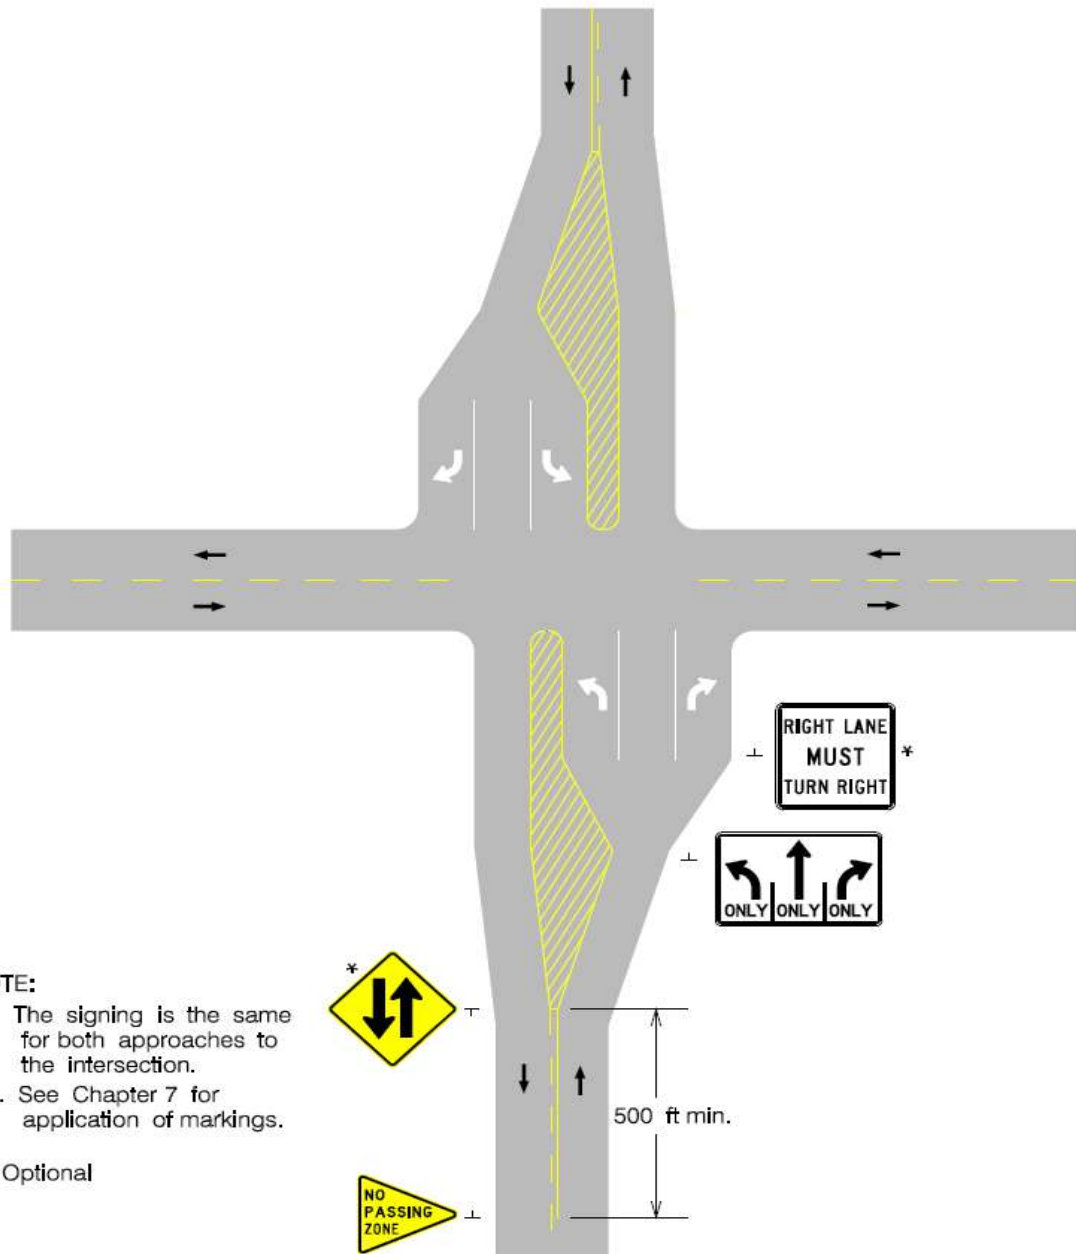 RIGHT LANE
MUST
TURN RIGHT
*
ONLY ONLY ONLY
*
TE:
The signing is the same
for both approaches to
the intersection.
. See Chapter 7 for
application of markings.
Optional
500 ft min.
NO
PASSING
ZONE